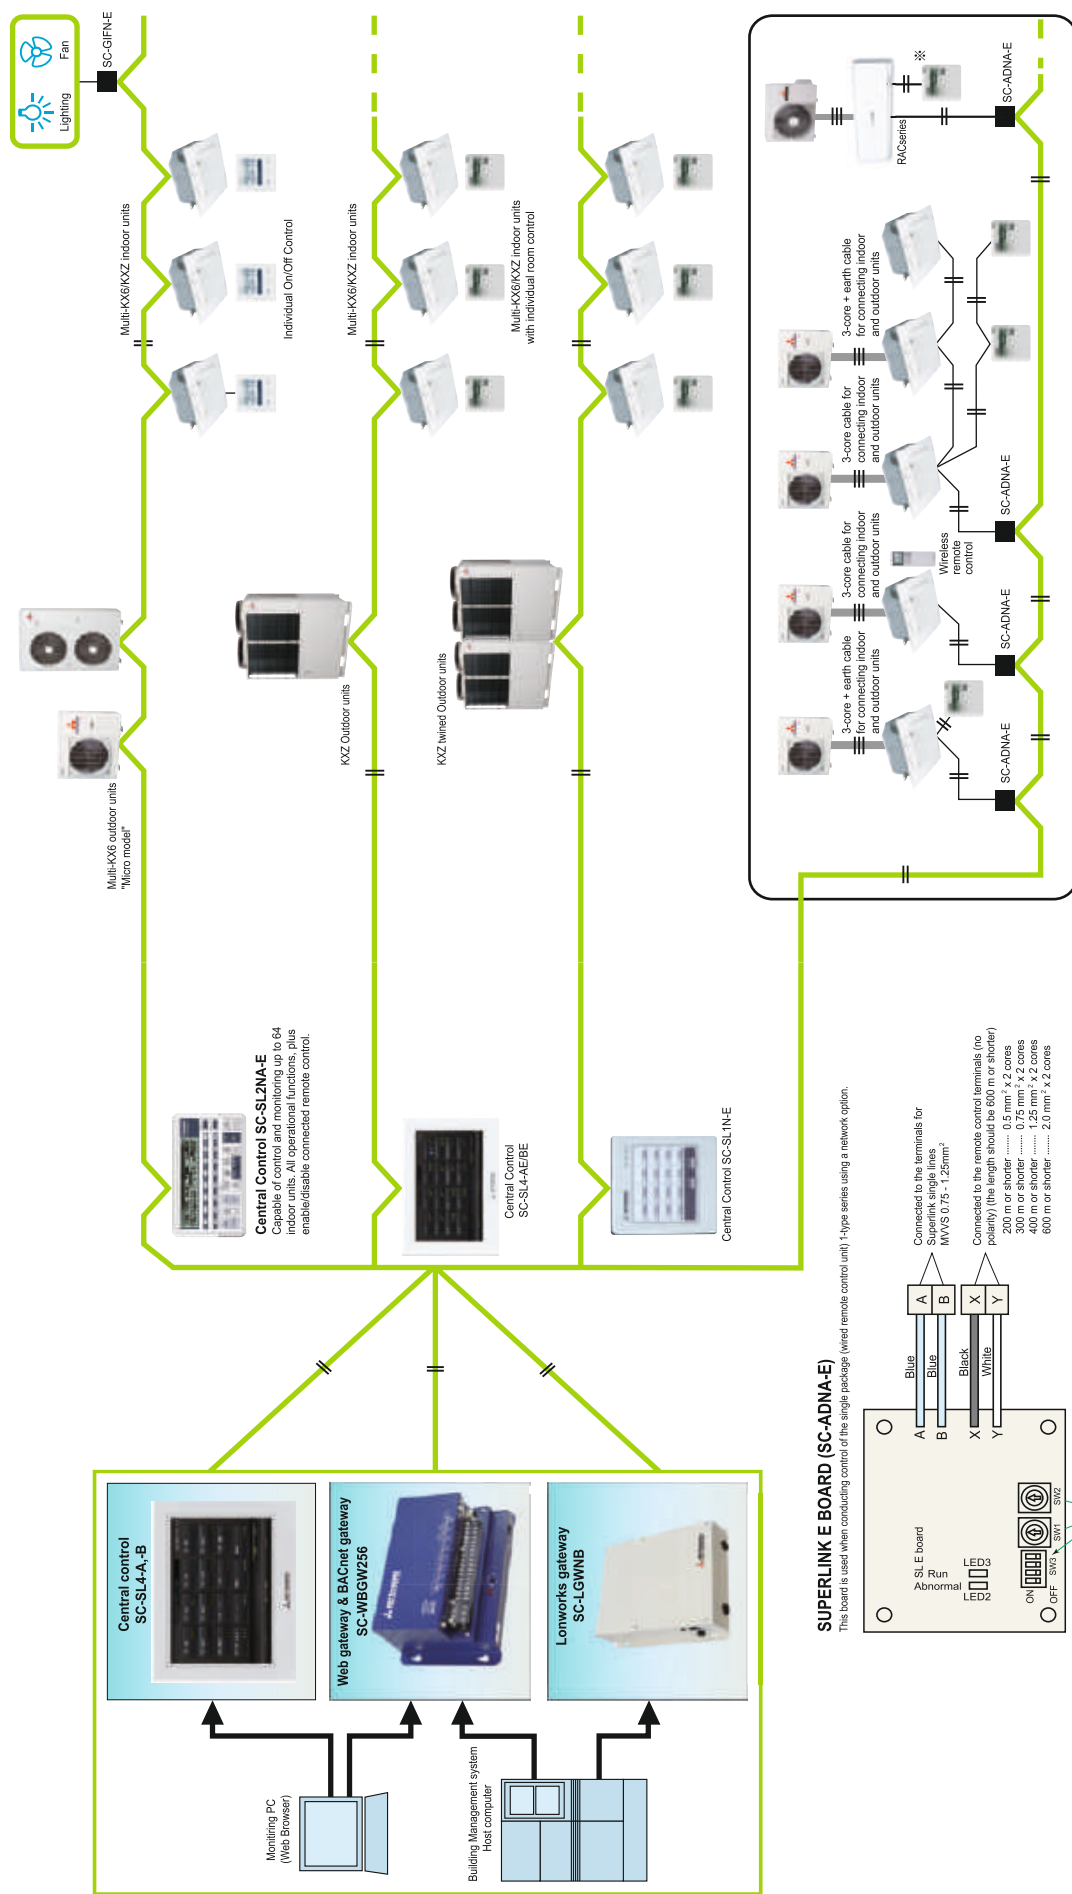 Monitiring PC
(Web Browser)
Building Management system
Host computer
Central control
SC-SL4-A,-B
Web gateway & BACnet gateway
SC-WBGW256
Lonworks gateway
SC-LGWNB
Central Control SC-SL2NA-E
Capable of control and monitoring up to 64
indoor units. All operational functions, plus
enable/disable connected remote control.
Central Control
SC-SL4-AE/BE
Central Control SC-SL1N-E
Multi-KX6 outdoor units
"Micro model"
KXZ Outdoor units
KXZ twined Outdoor units
Multi-KX6/KXZ indoor units
Individual On/Off Control
Multi-KX6/KXZ indoor units
Multi-KX6/KXZ indoor units
with individual room control
Lighting
Fan
SC-GIFN-E
3-core + earth cable
for connecting indoor
and outdoor units
3-core cable for
connecting indoor
and outdoor units
3-core cable for
connecting indoor
and outdoor units
3-core + earth cable
for connecting indoor
and outdoor units
Wireless
remote
control
RACseries
※
SC-ADNA-E
SC-ADNA-E
SC-ADNA-E
SC-ADNA-E
SUPERLINK E BOARD (SC-ADNA-E)
This board is used when conducting control of the single package (wired remote control unit) 1-type series using a network option.
SL E board
Run
Abnormal
LED3
LED2
ON
OFF
SW3
SW1
SW2
A
B
X
Y
Blue
Blue
Black
White
A
B
X
Y
Connected to the terminals for
Superlink single lines
MVVS 0.75 - 1.25mm²
Connected to the remote control terminals (no
polarity) (the length should be 600 m or shorter)
200 m or shorter ........ 0.5 mm² x 2 cores
300 m or shorter ........ 0.75 mm² x 2 cores
400 m or shorter ........ 1.25 mm² x 2 cores
600 m or shorter ........ 2.0 mm² x 2 cores